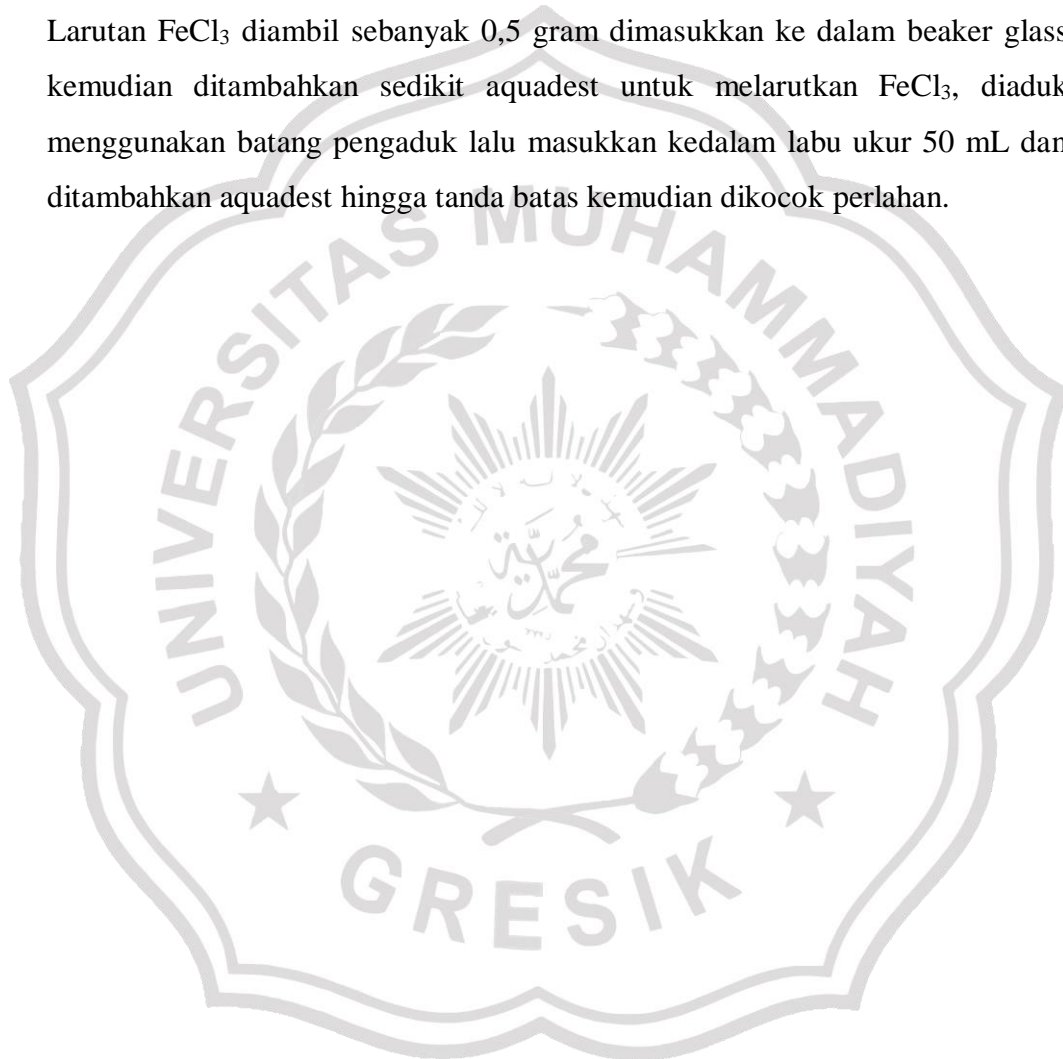 Larutan FeCl₃ diambil sebanyak 0,5 gram dimasukkan ke dalam beaker glass
kemudian ditambahkan sedikit aquadest untuk melarutkan FeCl₃, diaduk
menggunakan batang pengaduk lalu masukkan kedalam labu ukur 50 mL dan
ditambahkan aquadest hingga tanda batas kemudian dikocok perlahan.
UNIVERSITAS MUHAMMADIYAH
GRESIK